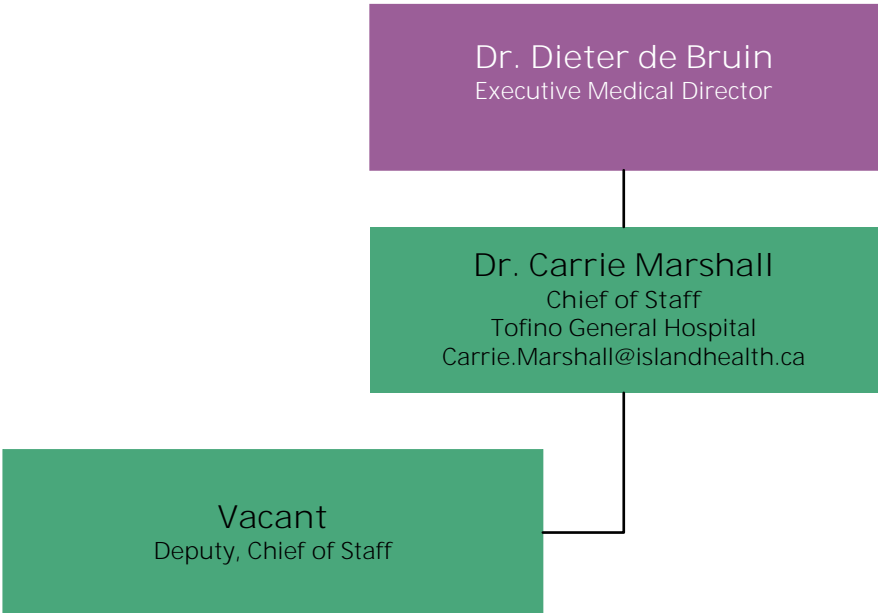 Dr. Dieter de Bruin
Executive Medical Director
Dr. Carrie Marshall
Chief of Staff
Tofino General Hospital
Carrie.Marshall@islandhealth.ca
Vacant
Deputy, Chief of Staff